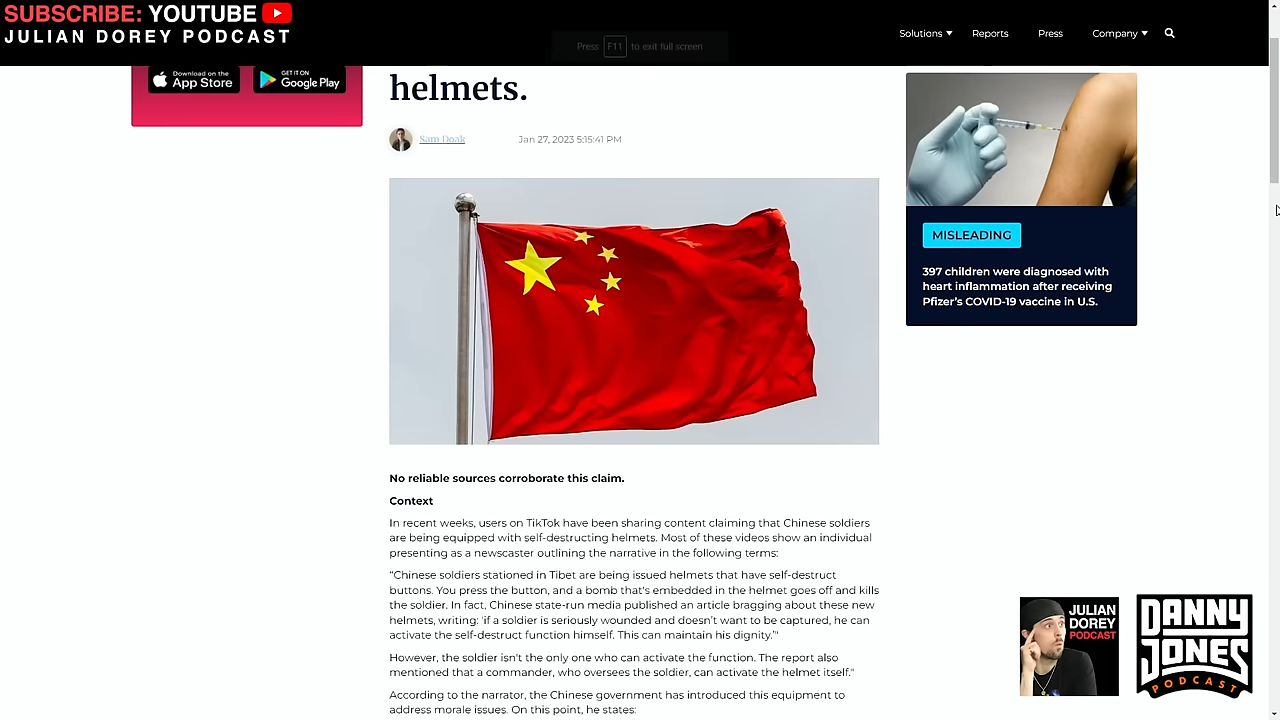 SUBSCRIBE: YOUTUBE
JULIAN DOREY PODCAST
Press F11 to exit full screen
Solutions
Reports
Press
Company
Download on the
App Store
GET IT ON
Google Play
helmets.
Sam Doak
Jan 27, 2023 5:15:41 PM
MISLEADING
397 children were diagnosed with
heart inflammation after receiving
Pfizer's COVID-19 vaccine in U.S.
No reliable sources corroborate this claim.
Context
In recent weeks, users on TikTok have been sharing content claiming that Chinese soldiers
are being equipped with self-destructing helmets. Most of these videos show an individual
presenting as a newscaster outlining the narrative in the following terms:
"Chinese soldiers stationed in Tibet are being issued helmets that have self-destruct
buttons. You press the button, and a bomb that's embedded in the helmet goes off and kills
the soldier. In fact, Chinese state-run media published an article bragging about these new
helmets, writing: 'if a soldier is seriously wounded and doesn't want to be captured, he can
activate the self-destruct function himself. This can maintain his dignity.'"
However, the soldier isn't the only one who can activate the function. The report also
mentioned that a commander, who oversees the soldier, can activate the helmet itself."
According to the narrator, the Chinese government has introduced this equipment to
address morale issues. On this point, he states:
JULIAN
DOREY
PODCAST
DANNY
JONES
PODCAST